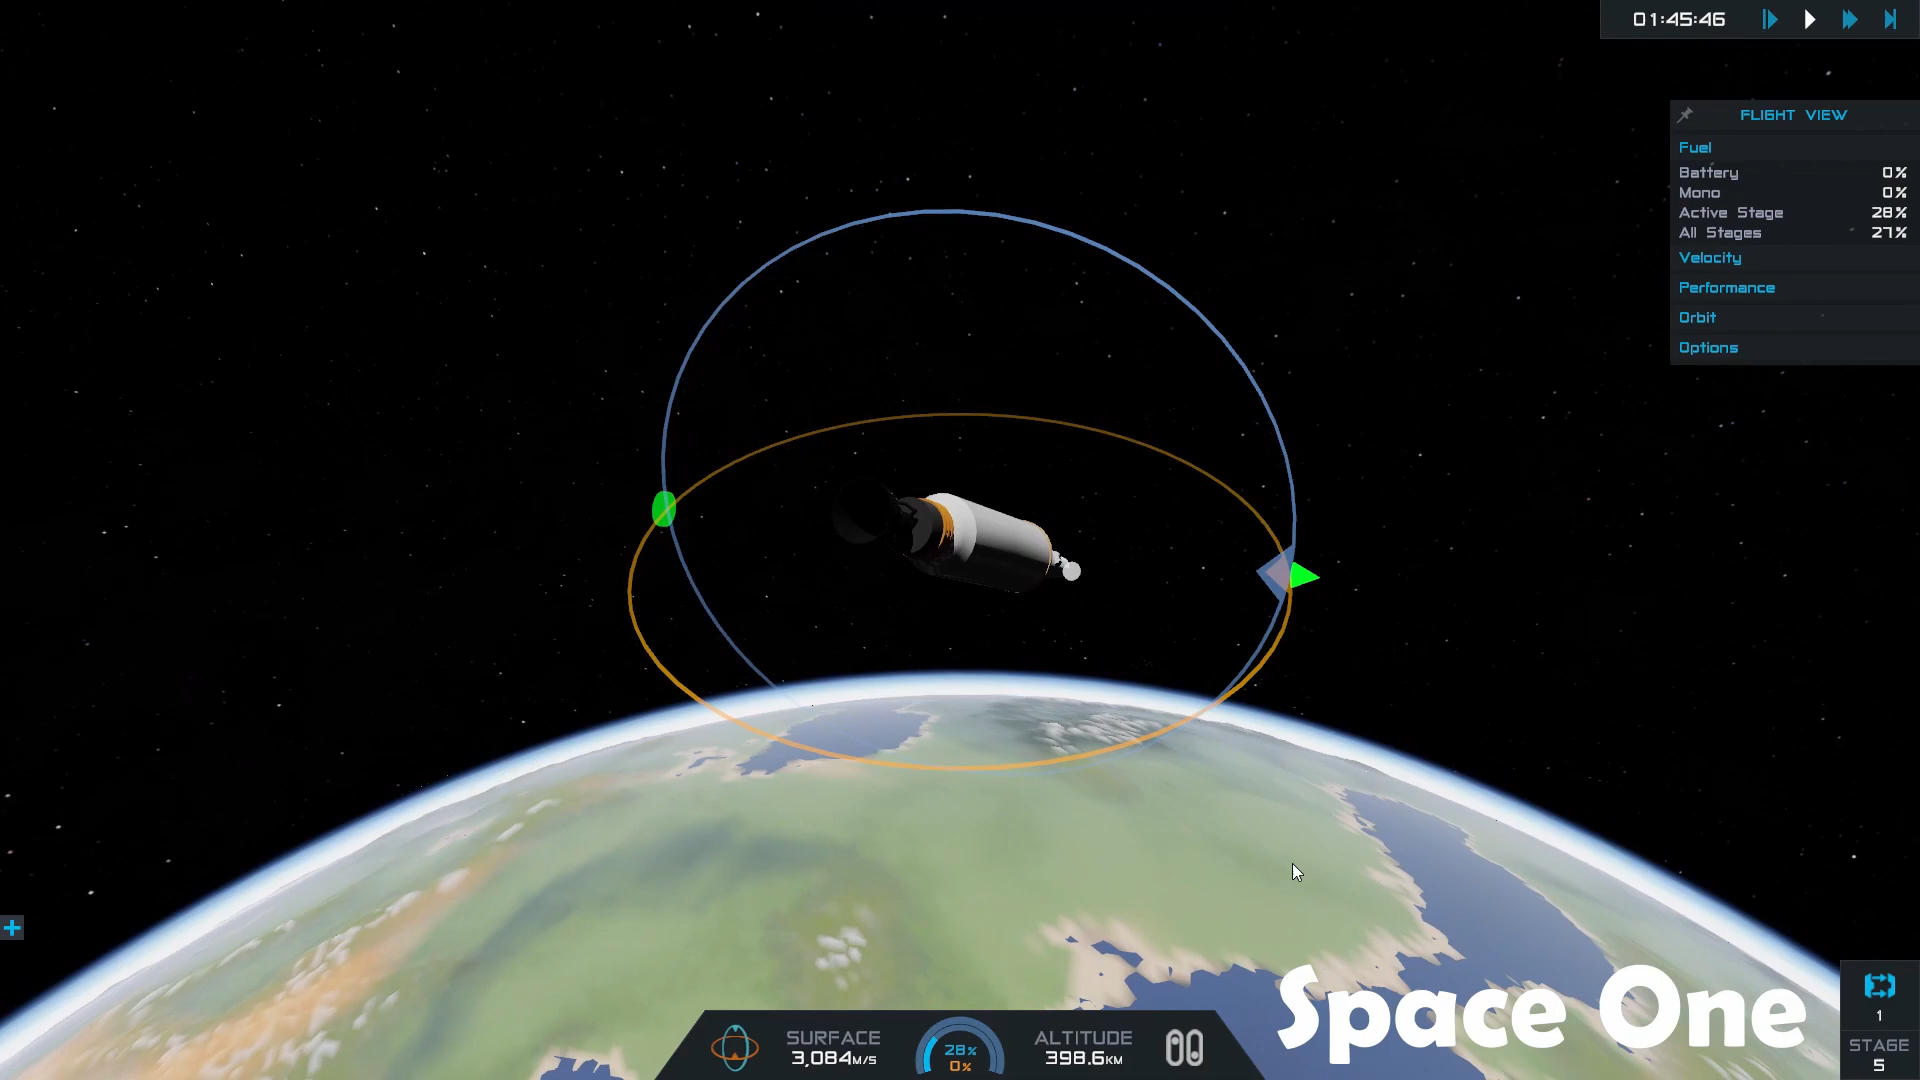 01:45:46
FLIGHT VIEW
Fuel
Battery 0%
Mono 0%
Active Stage 28%
All Stages 27%
Velocity
Performance
Orbit
Options
Space One
SURFACE
3,084M/S
28%
0%
ALTITUDE
398.6KM
1
STAGE
5